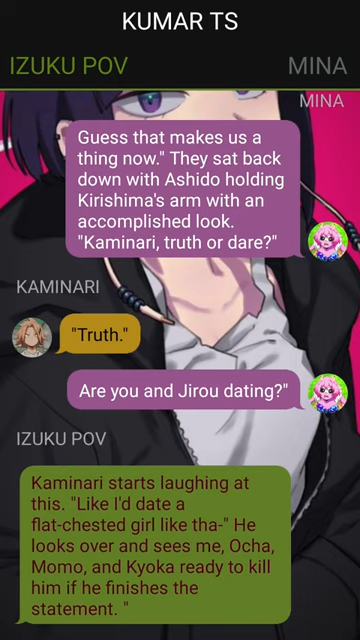 KUMAR TS
IZUKU POV
MINA
MINA
Guess that makes us a
thing now." They sat back
down with Ashido holding
Kirishima's arm with an
accomplished look.
"Kaminari, truth or dare?"
KAMINARI
"Truth."
Are you and Jirou dating?"
IZUKU POV
Kaminari starts laughing at
this. "Like I'd date a
flat-chested girl like tha-" He
looks over and sees me, Ocha,
Momo, and Kyoka ready to kill
him if he finishes the
statement. "